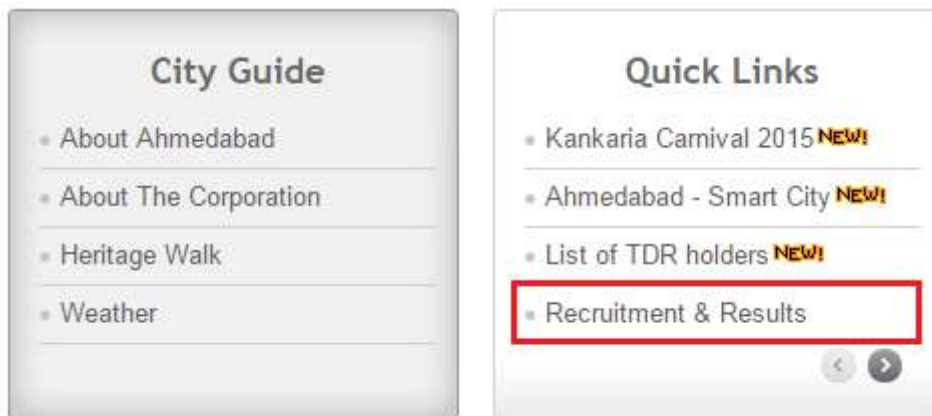 City Guide
About Ahmedabad
About The Corporation
Heritage Walk
Weather
Quick Links
Kankaria Carnival 2015 NEW!
Ahmedabad - Smart City NEW!
List of TDR holders NEW!
Recruitment & Results